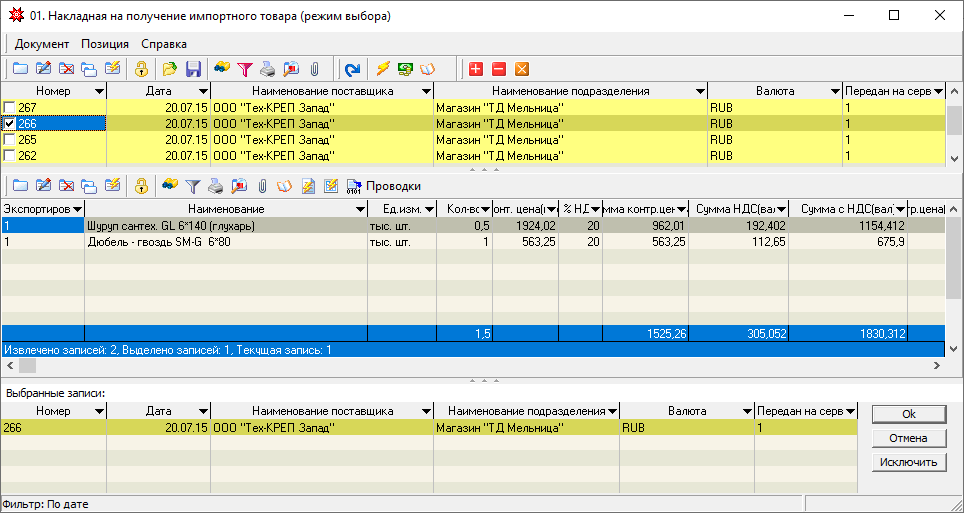 01. Накладная на получение импортного товара (режим выбора)
Документ Позиция Справка
Номер Дата Наименование поставщика Наименование подразделения Валюта Передан на серв
267 20.07.15 ООО "Тех-КРЕП Запад" Магазин "ТД Мельница" RUB 1
266 20.07.15 ООО "Тех-КРЕП Запад" Магазин "ТД Мельница" RUB 1
265 20.07.15 ООО "Тех-КРЕП Запад" Магазин "ТД Мельница" RUB 1
262 20.07.15 ООО "Тех-КРЕП Запад" Магазин "ТД Мельница" RUB 1
0101 Проводки
Экспортиров Наименование Ед.изм. Кол-во онт. цена( % НД мма контр.цен Сумма НДС(вал Сумма с НДС(вал) р.цена(
1 Шуруп сантех. GL 6*140 (глухарь) тыс. шт. 0,5 1924,02 20 962,01 192,402 1154,412
1 Дюбель - гвоздь SM-G 6*80 тыс. шт. 1 563,25 20 563,25 112,65 675,9
1,5 1525,26 305,052 1830,312
Извлечено записей: 2, Выделено записей: 1, Текущая запись: 1
Выбранные записи:
Номер Дата Наименование поставщика Наименование подразделения Валюта Передан на серв
266 20.07.15 ООО "Тех-КРЕП Запад" Магазин "ТД Мельница" RUB 1
Ok
Отмена
Исключить
Фильтр: По дате